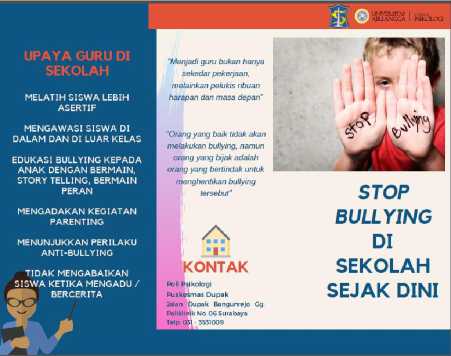 UPAYA GURU DI
SEKOLAH
MELATIH SISWA LEBIH
ASERTIF
MENGAWASI SISWA DI
DALAM DAN DI LUAR KELAS
EDUKASI BULLYING KEPADA
ANAK DENGAN BERMAIN,
STORY TELLING, BERMAIN
PERAN
MENGADAKAN KEGIATAN
PARENTING
MENUNJUKKAN PERILAKU
ANTI-BULLYING
TIDAK MENGABAIKAN
SISWA KETIKA MENGADU /
BERCERITA
"Menjadi guru bukan hanya
sekedar pekerjaan,
melainkan pelukis ribuan
harapan dan masa depan"
"Orang yang baik tidak akan
melakukan bullying, namun
orang yang bijak adalah
orang yang bertindak untuk
menghentikan bullying
tersebut"
KONTAK
Poli Psikologi
Puskesmas Dupak
Jalan Dupak Bangunrejo Gg.
Poliklinik No. 06 Surabaya
Telp. 031 - 3531009
UNIVERSITAS
AIRLANGGA
PSIKOLOGI
STOP
Bullying
STOP
BULLYING
DI
SEKOLAH
SEJAK DINI